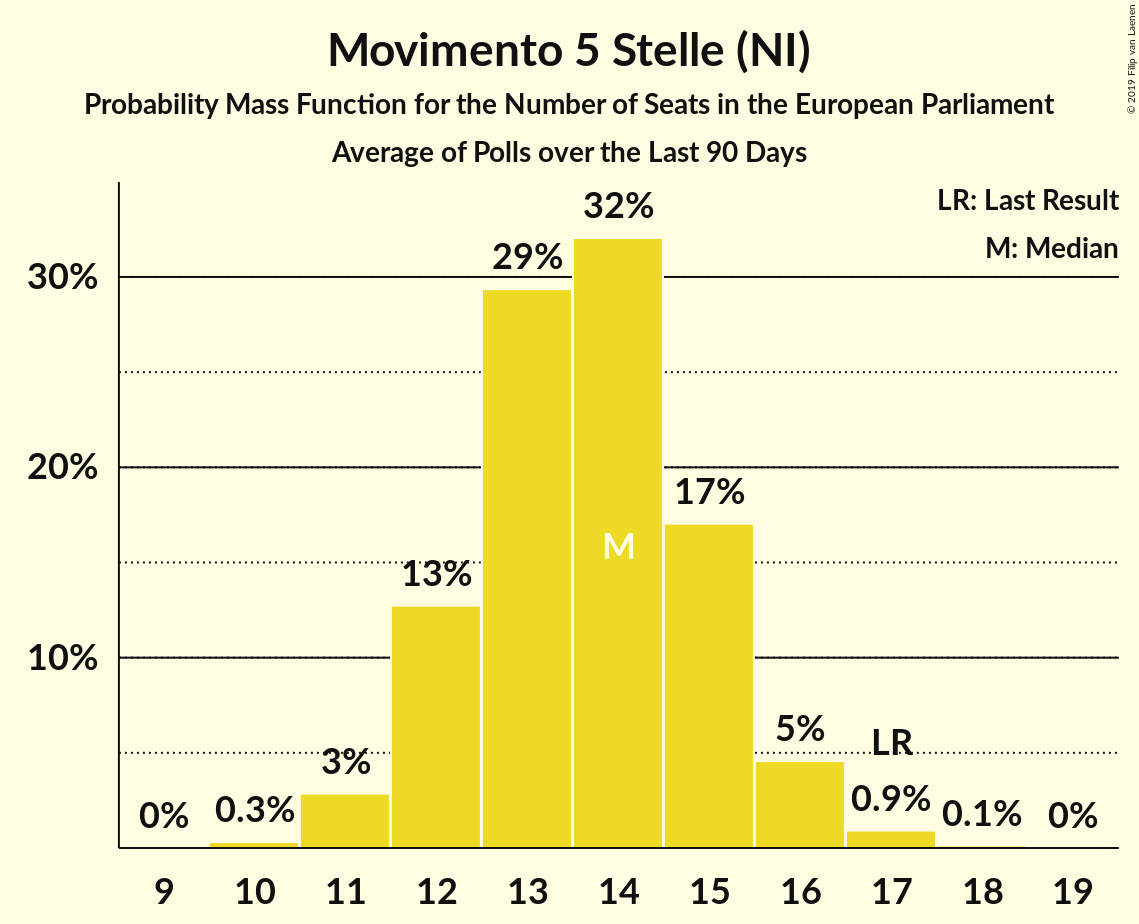 Movimento 5 Stelle (NI)
Probability Mass Function for the Number of Seats in the European Parliament
Average of Polls over the Last 90 Days
© 2019 Filip van Laenen
LR: Last Result
M: Median
30%
20%
10%
0%
0.3%
3%
13%
29%
32%
M
17%
5%
LR
0.9%
0.1%
0%
9 10 11 12 13 14 15 16 17 18 19